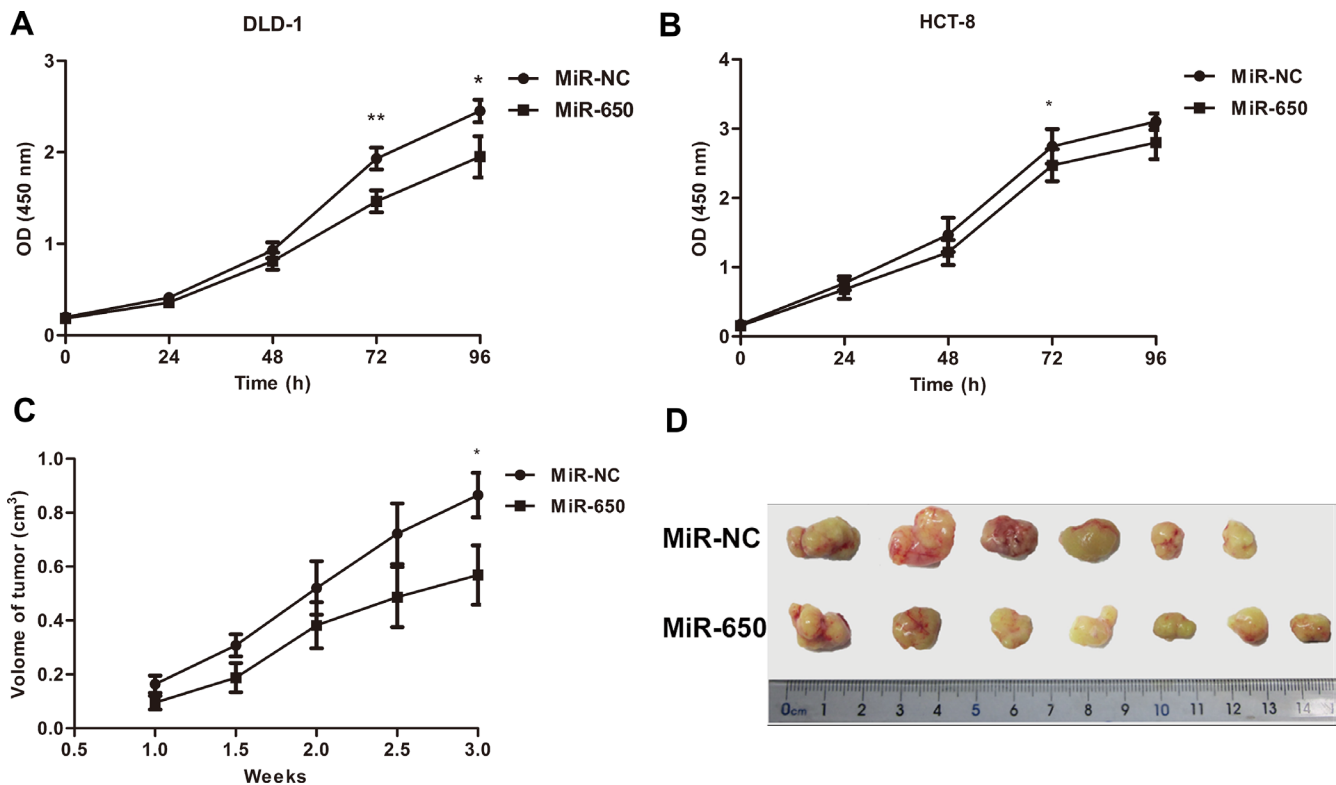 A
DLD-1
3
2
1
0
OD (450 nm)
0 24 48 72 96
Time (h)
**
*
MiR-NC
MiR-650
B
HCT-8
4
3
2
1
0
OD (450 nm)
0 24 48 72 96
Time (h)
*
MiR-NC
MiR-650
C
1.0
0.8
0.6
0.4
0.2
0.0
Volome of tumor (cm³)
0.5 1.0 1.5 2.0 2.5 3.0
Weeks
*
MiR-NC
MiR-650
D
MiR-NC
MiR-650
0cm 1 2 3 4 5 6 7 8 9 10 11 12 13 14